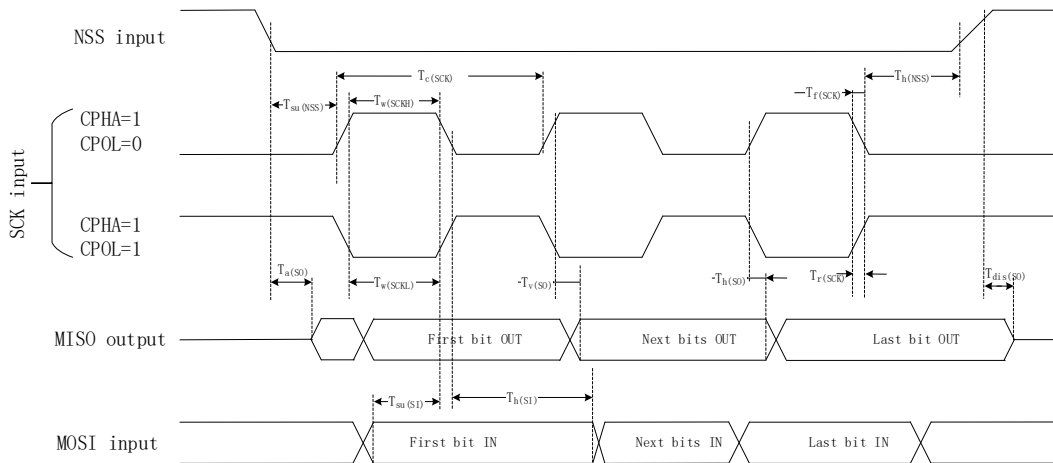 NSS input
Tc(SCK)
Th(NSS)
Tsu(NSS)
Tw(SCKH)
Tf(SCK)
SCK input
CPHA=1
CPOL=0
CPHA=1
CPOL=1
Ta(SO)
Tw(SCKL)
Tv(SO)
Th(SO)
Tr(SCK)
Tdis(SO)
MISO output
First bit OUT
Next bits OUT
Last bit OUT
Tsu(SI)
Th(SI)
MOSI input
First bit IN
Next bits IN
Last bit IN